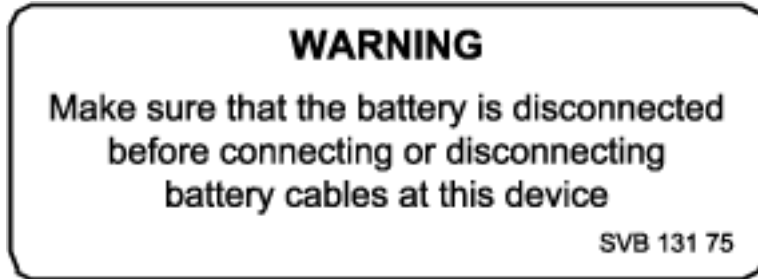 WARNING
Make sure that the battery is disconnected
before connecting or disconnecting
battery cables at this device
SVB 131 75